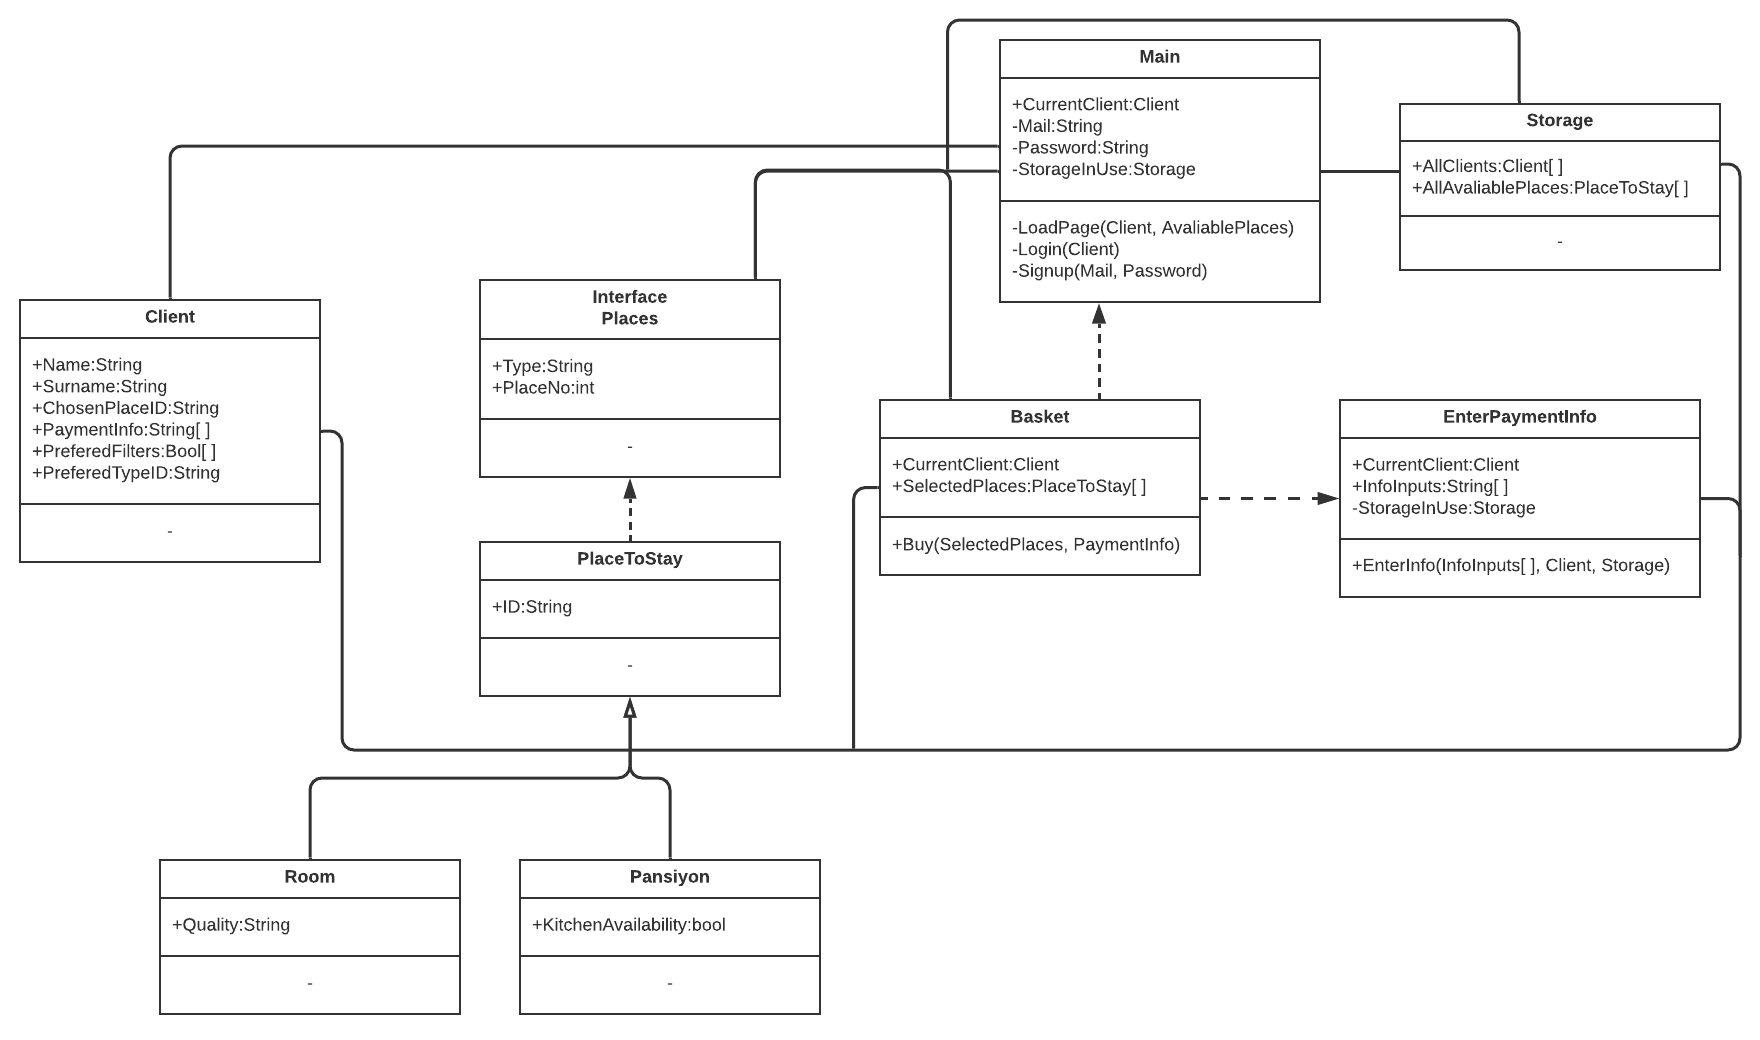 Main
+CurrentClient:Client
-Mail:String
-Password:String
-StorageInUse:Storage
-LoadPage(Client, AvaliablePlaces)
-Login(Client)
-Signup(Mail, Password)
Storage
+AllClients:Client[ ]
+AllAvaliablePlaces:PlaceToStay[ ]
-
Client
+Name:String
+Surname:String
+ChosenPlaceID:String
+PaymentInfo:String[ ]
+PreferedFilters:Bool[ ]
+PreferedTypeID:String
-
Interface
Places
+Type:String
+PlaceNo:int
-
Basket
+CurrentClient:Client
+SelectedPlaces:PlaceToStay[ ]
+Buy(SelectedPlaces, PaymentInfo)
EnterPaymentInfo
+CurrentClient:Client
+InfoInputs:String[ ]
-StorageInUse:Storage
+EnterInfo(InfoInputs[ ], Client, Storage)
PlaceToStay
+ID:String
-
Room
+Quality:String
-
Pansiyon
+KitchenAvailability:bool
-